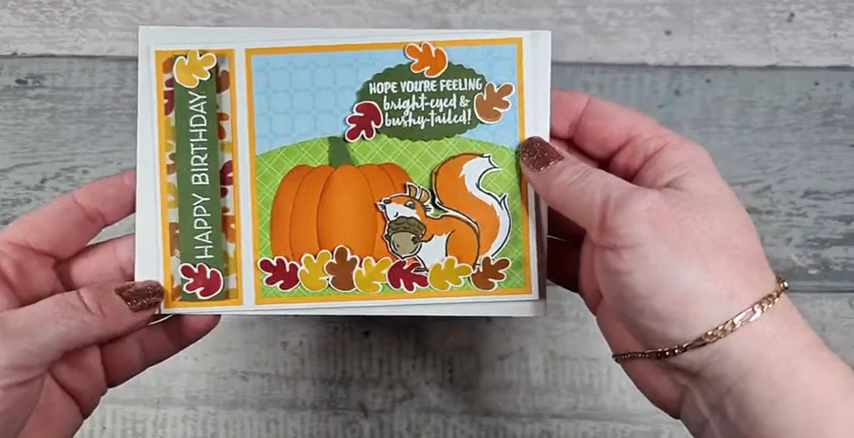 HAPPY BIRTHDAY
HOPE YOU'RE FEELING
bright-eyed &
bushy-tailed!